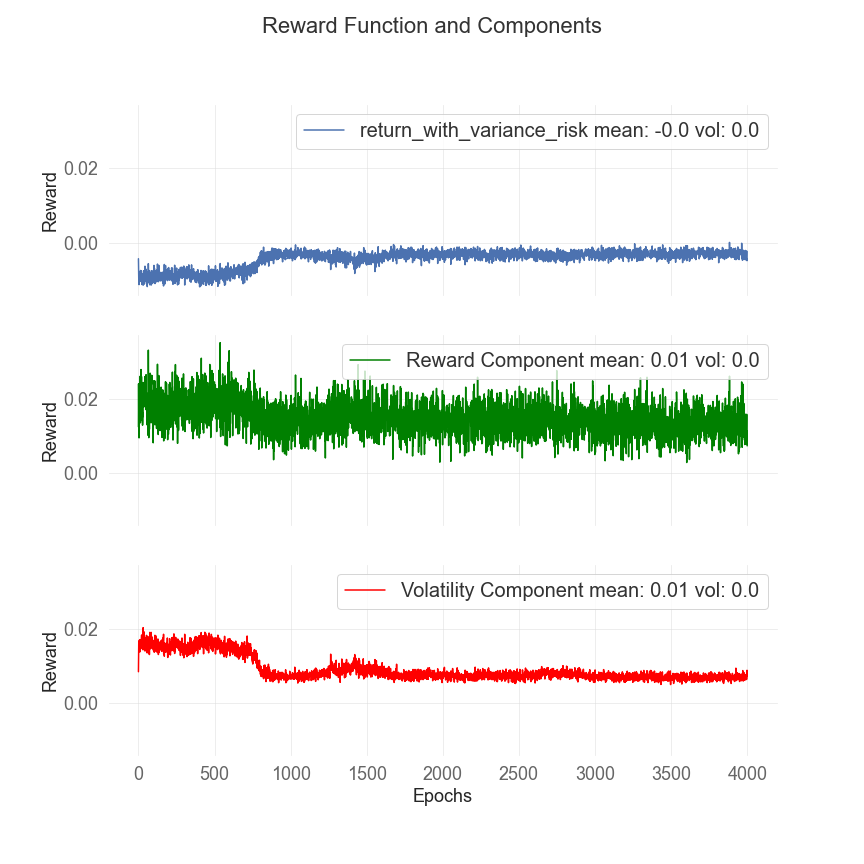 Reward Function and Components
return_with_variance_risk mean: -0.0 vol: 0.0
0.02
0.00
Reward
Reward Component mean: 0.01 vol: 0.0
0.02
0.00
Reward
Volatility Component mean: 0.01 vol: 0.0
0.02
0.00
Reward
0 500 1000 1500 2000 2500 3000 3500 4000
Epochs